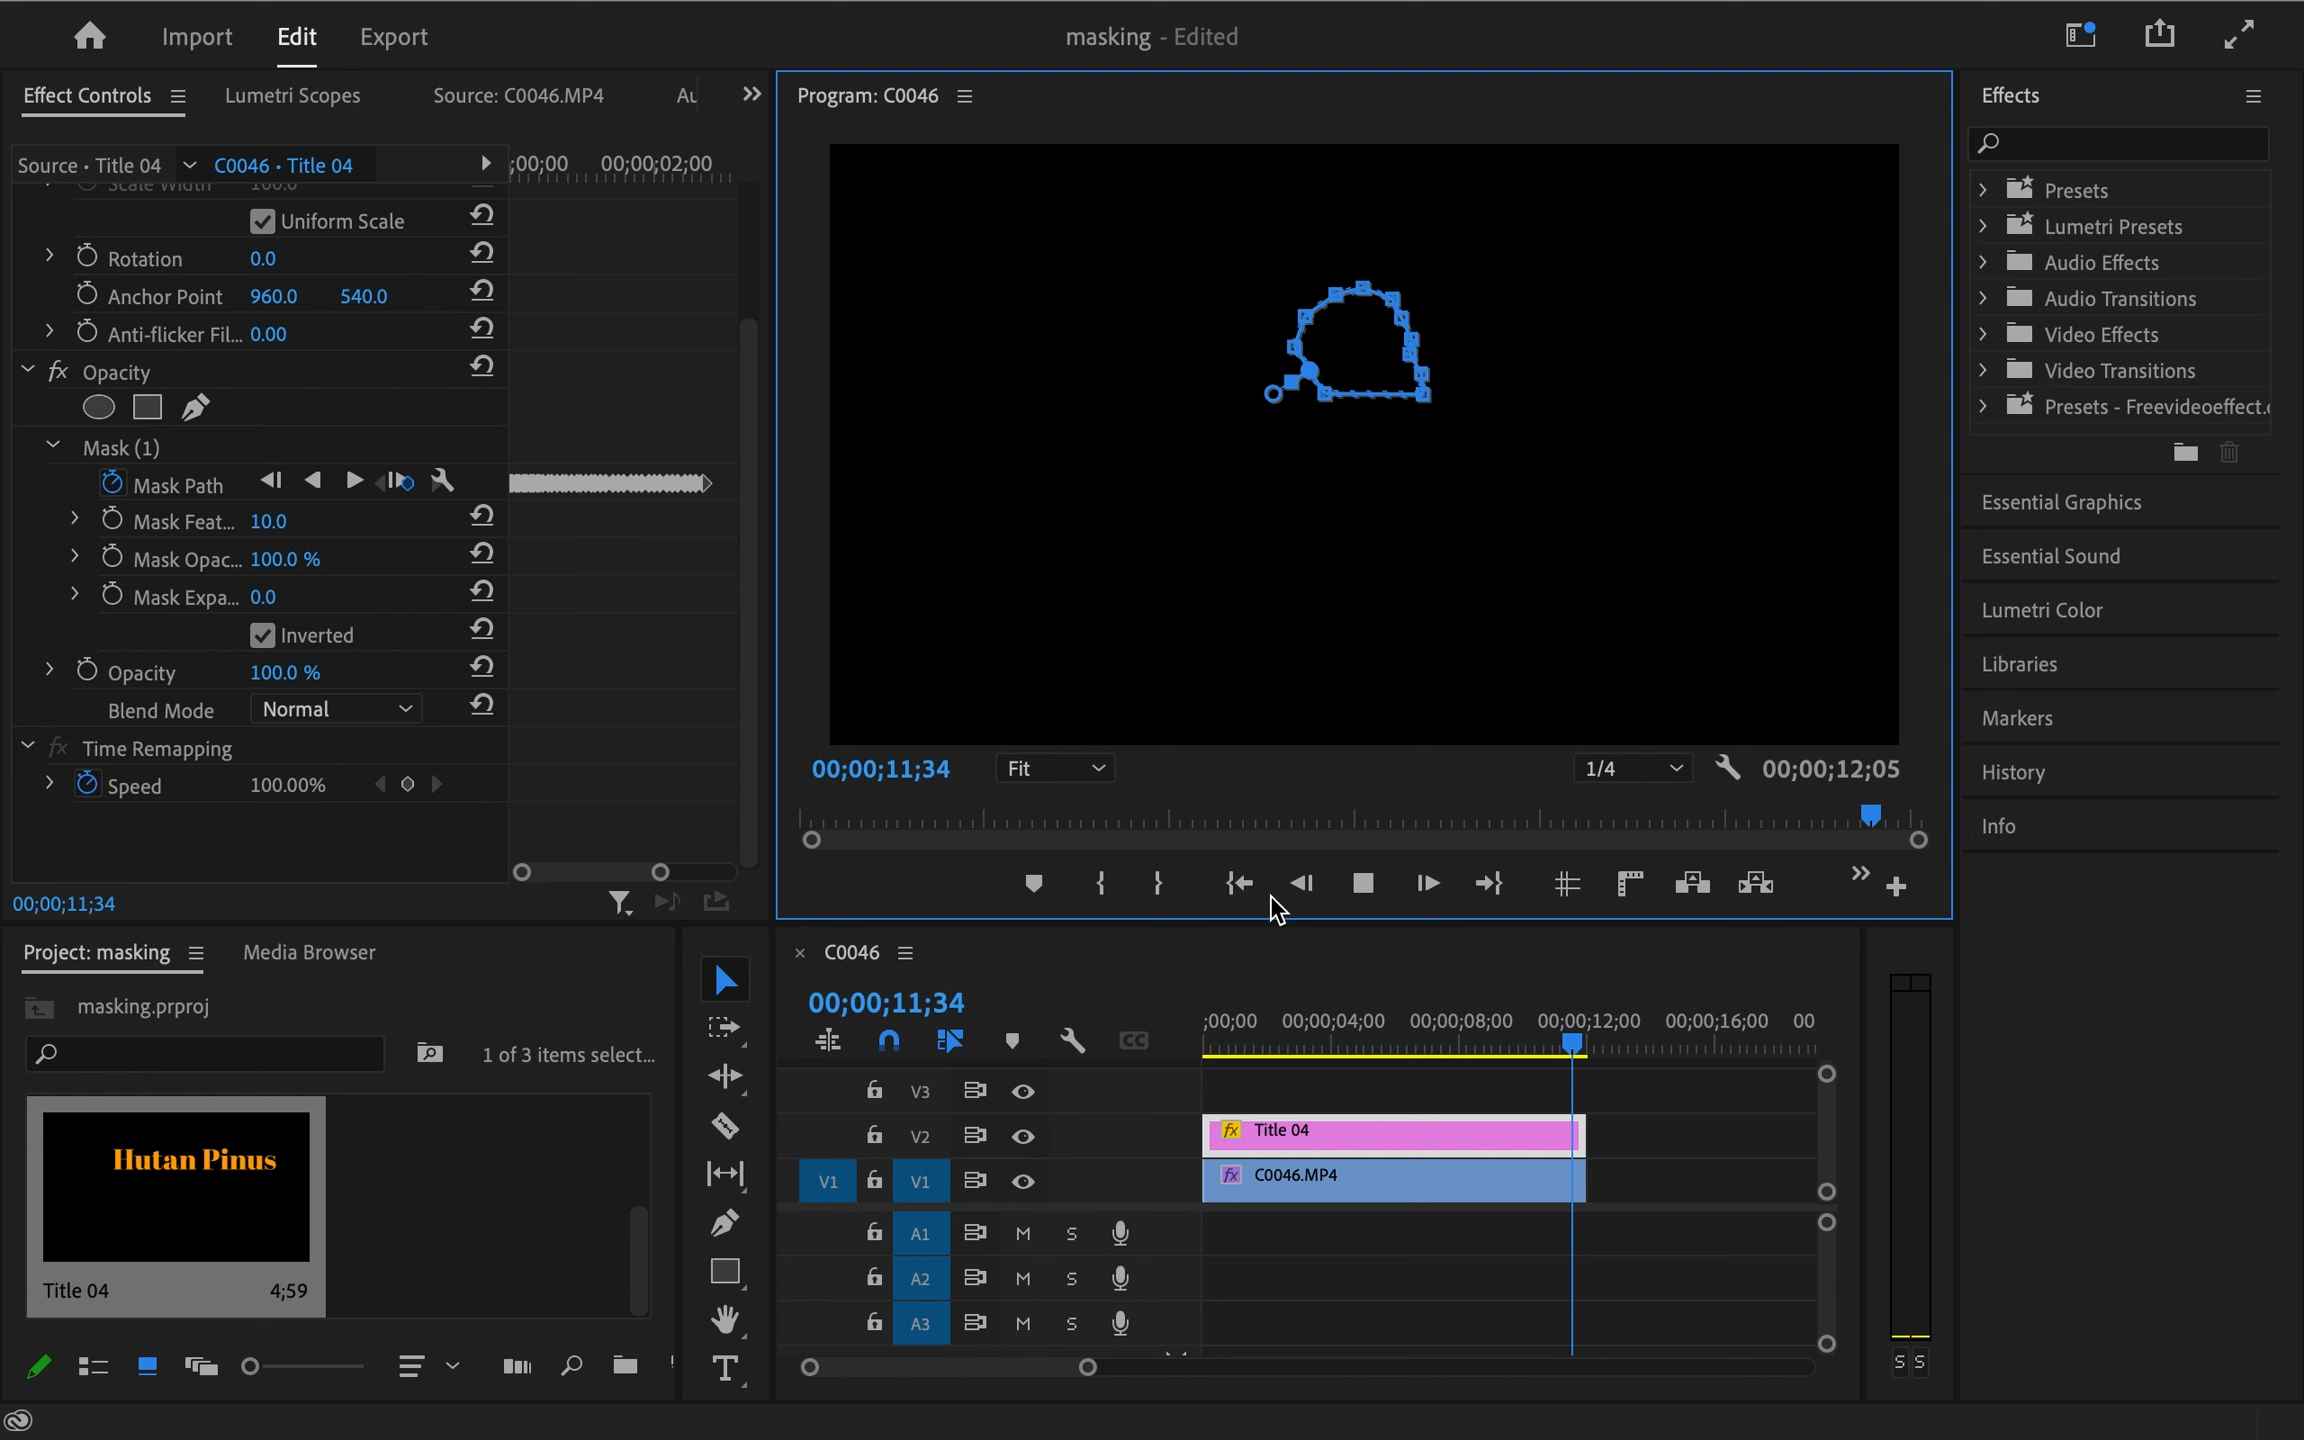 Import Edit Export masking - Edited
Effect Controls Lumetri Scopes Source: C0046.MP4 Au Program: C0046 Effects
Source • Title 04 C0046 • Title 04 ;00;00 00;00;02;00
Scale Width 100.0
Uniform Scale
Rotation 0.0
Anchor Point 960.0 540.0
Anti-flicker Fil... 0.00
fx Opacity
Mask (1)
Mask Path
Mask Feat... 10.0
Mask Opac... 100.0 %
Mask Expa... 0.0
Inverted
Opacity 100.0 %
Blend Mode Normal
fx Time Remapping
Speed 100.00%
00;00;11;34
00;00;11;34 Fit 1/4 00;00;12;05
Presets
Lumetri Presets
Audio Effects
Audio Transitions
Video Effects
Video Transitions
Presets - Freevideoeffect.
Essential Graphics
Essential Sound
Lumetri Color
Libraries
Markers
History
Info
Project: masking Media Browser
masking.prproj
1 of 3 items select...
Hutan Pinus
Title 04 4;59
T
× C0046
00;00;11;34
;00;00 00;00;04;00 00;00;08;00 00;00;12;00 00;00;16;00 00
CC
V3
V2 fx Title 04
V1 V1 fx C0046.MP4
A1 M S
A2 M S
A3 M S
S S